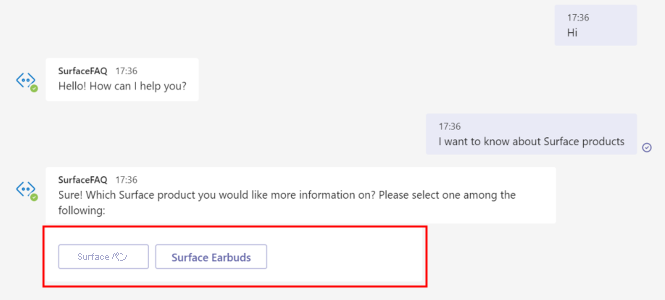 17:36
Hi
SurfaceFAQ 17:36
Hello! How can I help you?
17:36
I want to know about Surface products
SurfaceFAQ 17:36
Sure! Which Surface product you would like more information on? Please select one among the
following:
Surface
Surface Earbuds